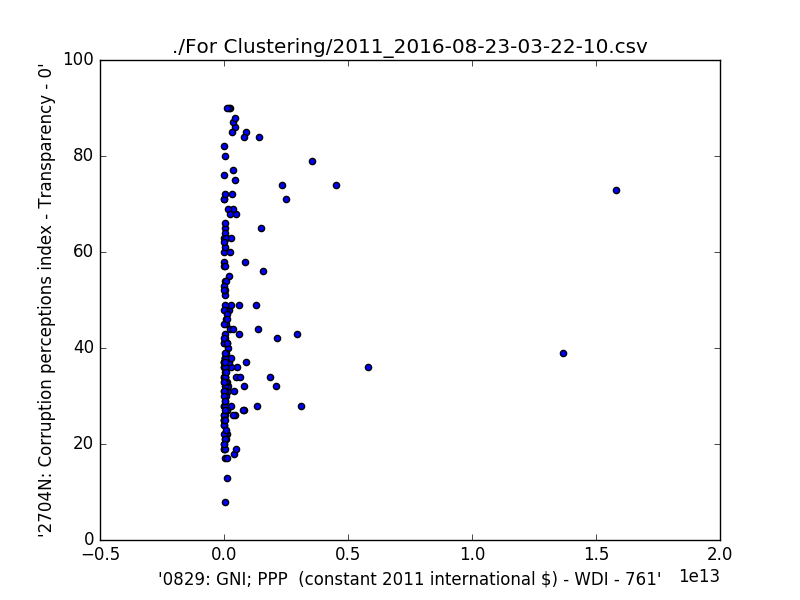 ./For Clustering/2011_2016-08-23-03-22-10.csv
100
80
60
40
20
0
'2704N: Corruption perceptions index - Transparency - 0'
−0.5 0.0 0.5 1.0 1.5 2.0
1e13
'0829: GNI; PPP  (constant 2011 international $) - WDI - 761'